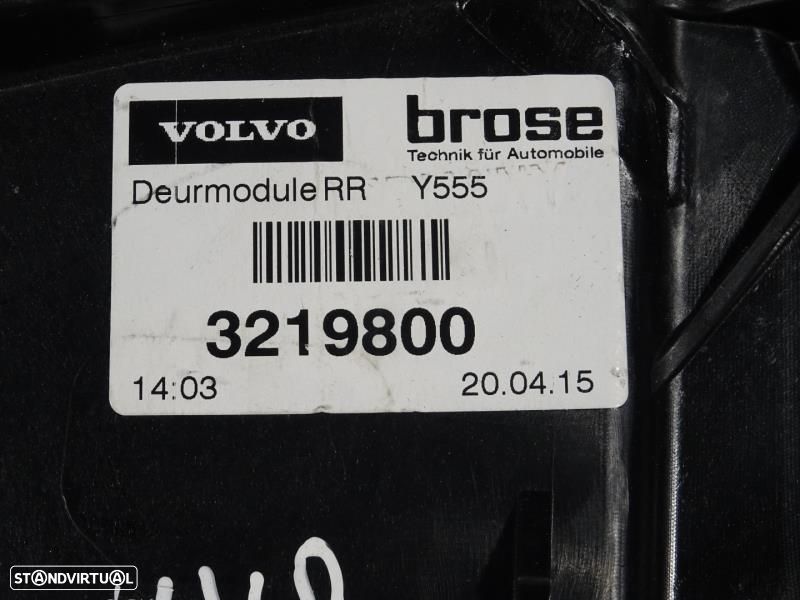 VOLVO brose
Technik für Automobile
Deurmodule RR Y555
3219800
14:03 20.04.15
STANDVIRTUAL